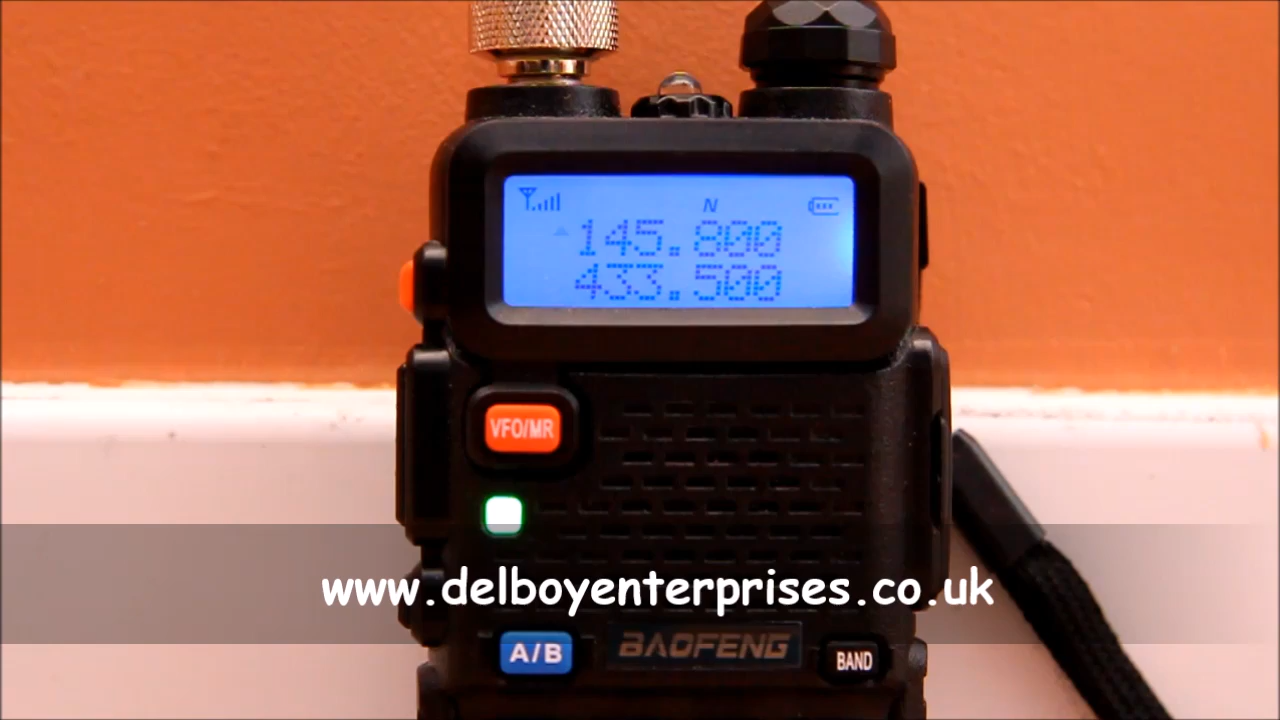 N
145.800
433.500
VFO/MR
www.delboyenterprises.co.uk
A/B
BAOFENG
BAND